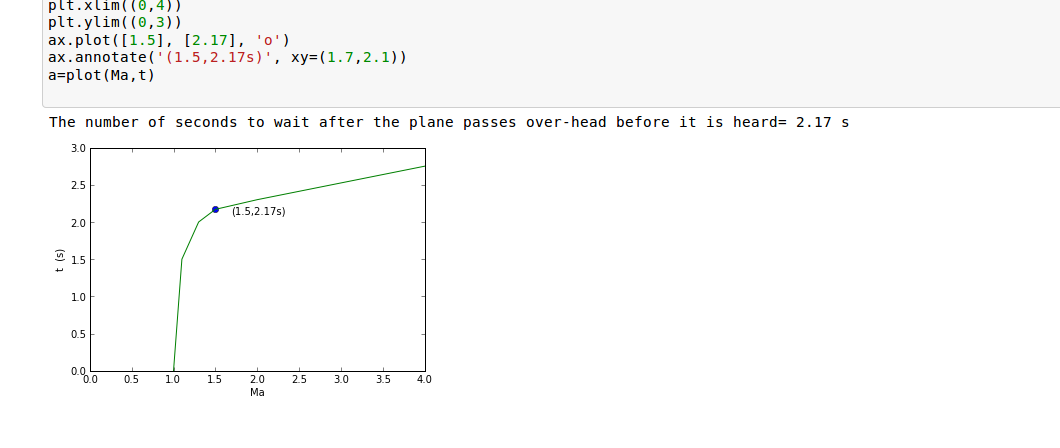 plt.xlim((0,4))
plt.ylim((0,3))
ax.plot([1.5], [2.17], 'o')
ax.annotate('(1.5,2.17s)', xy=(1.7,2.1))
a=plot(Ma,t)
The number of seconds to wait after the plane passes over-head before it is heard= 2.17 s
3.0
2.5
2.0
1.5
1.0
0.5
0.0
t (s)
(1.5,2.17s)
0.0 0.5 1.0 1.5 2.0 2.5 3.0 3.5 4.0
Ma